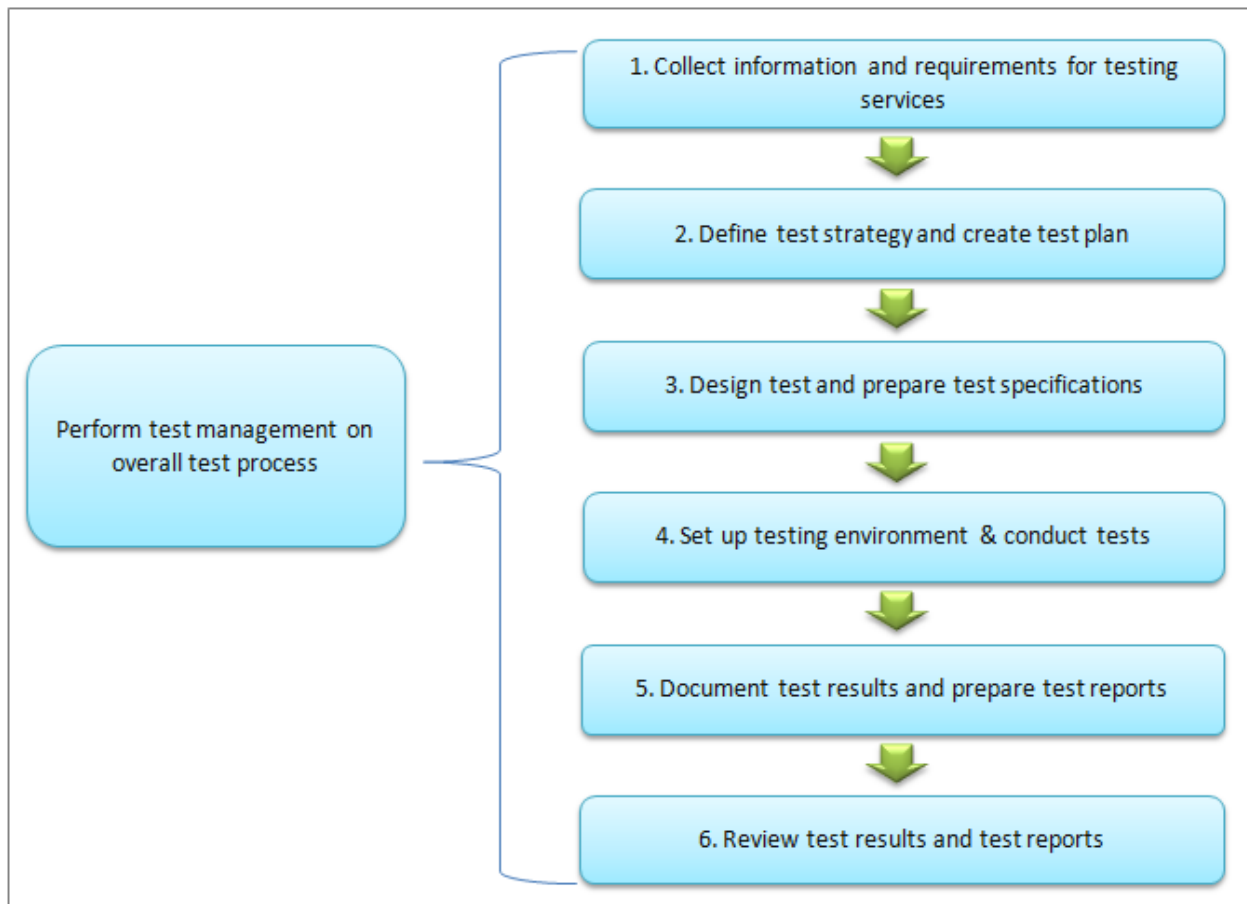 1. Collect information and requirements for testing
services
2. Define test strategy and create test plan
3. Design test and prepare test specifications
Perform test management on
overall test process
4. Set up testing environment & conduct tests
5. Document test results and prepare test reports
6. Review test results and test reports